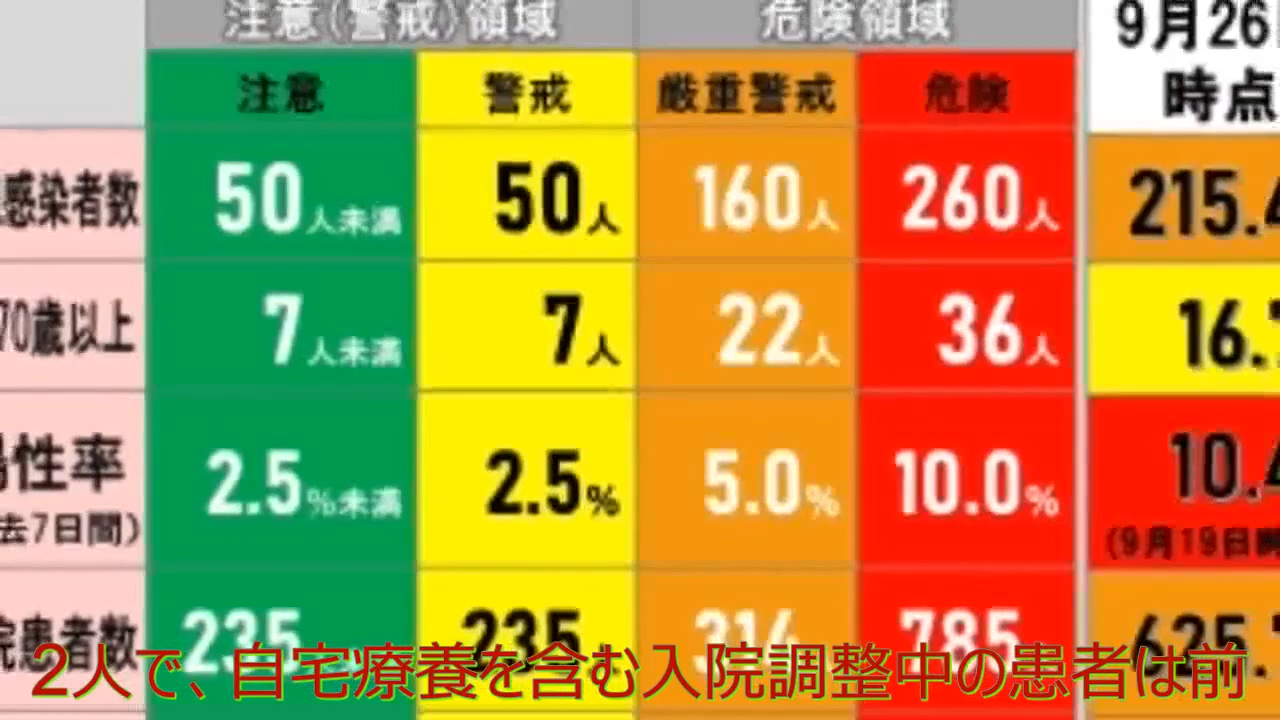 注意(警戒)領域 危険領域 9月26
注意 警戒 厳重警戒 危険 時点
感染者数 50人未満 50人 160人 260人 215.4
70歳以上 7人未満 7人 22人 36人 16.
性率 2.5%未満 2.5% 5.0% 10.0% 10.4
去7日間) (9月19日
院患者数 235 235 314 785 625.
2人で、自宅療養を含む入院調整中の患者は前